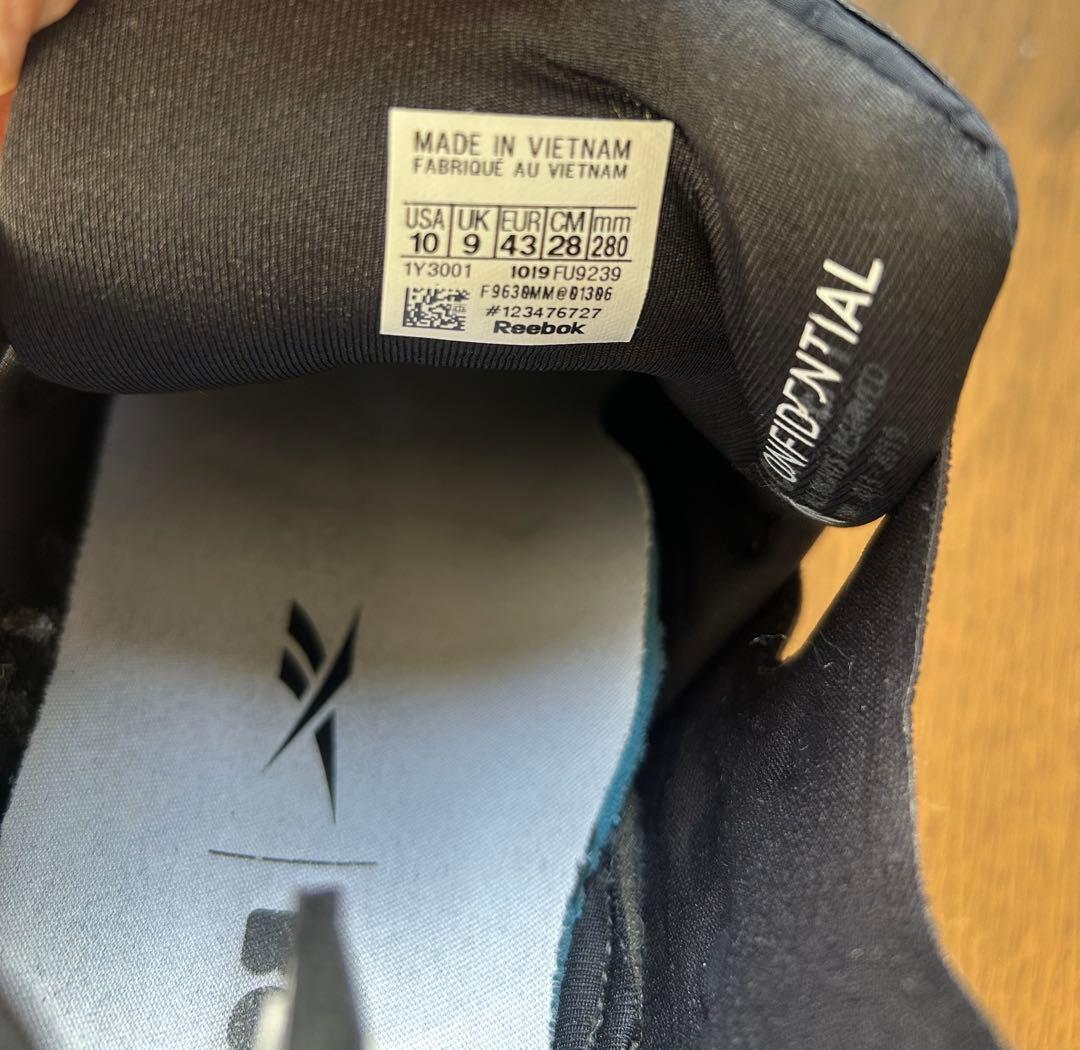 MADE IN VIETNAM
FABRIQUÉ AU VIETNAM
USA UK EUR CM mm
10 9 43 28 280
1Y3001 1019 FU9239
F9630MM@01306
#123476727
Reebok
CONFIDENTIAL